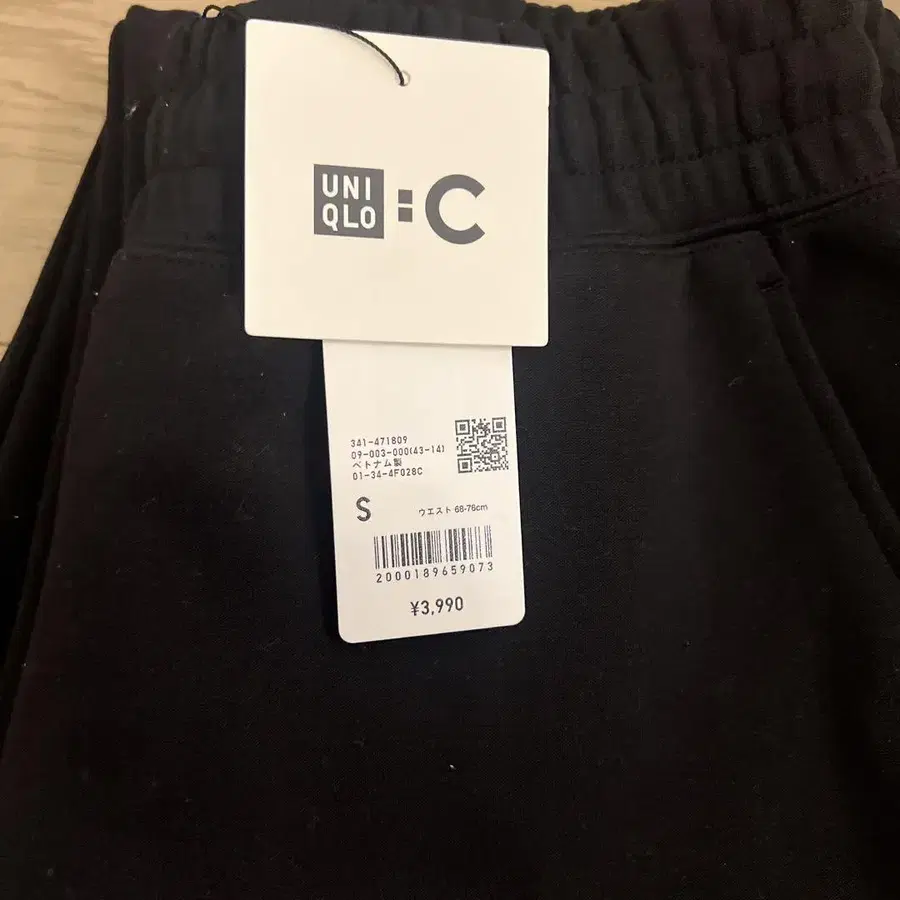 UNI
QLO
:C
341-471809
09-003-000(43-14)
ベトナム製
01-34-4F028C
S ウエスト 68-76cm
2000189659073
¥3,990